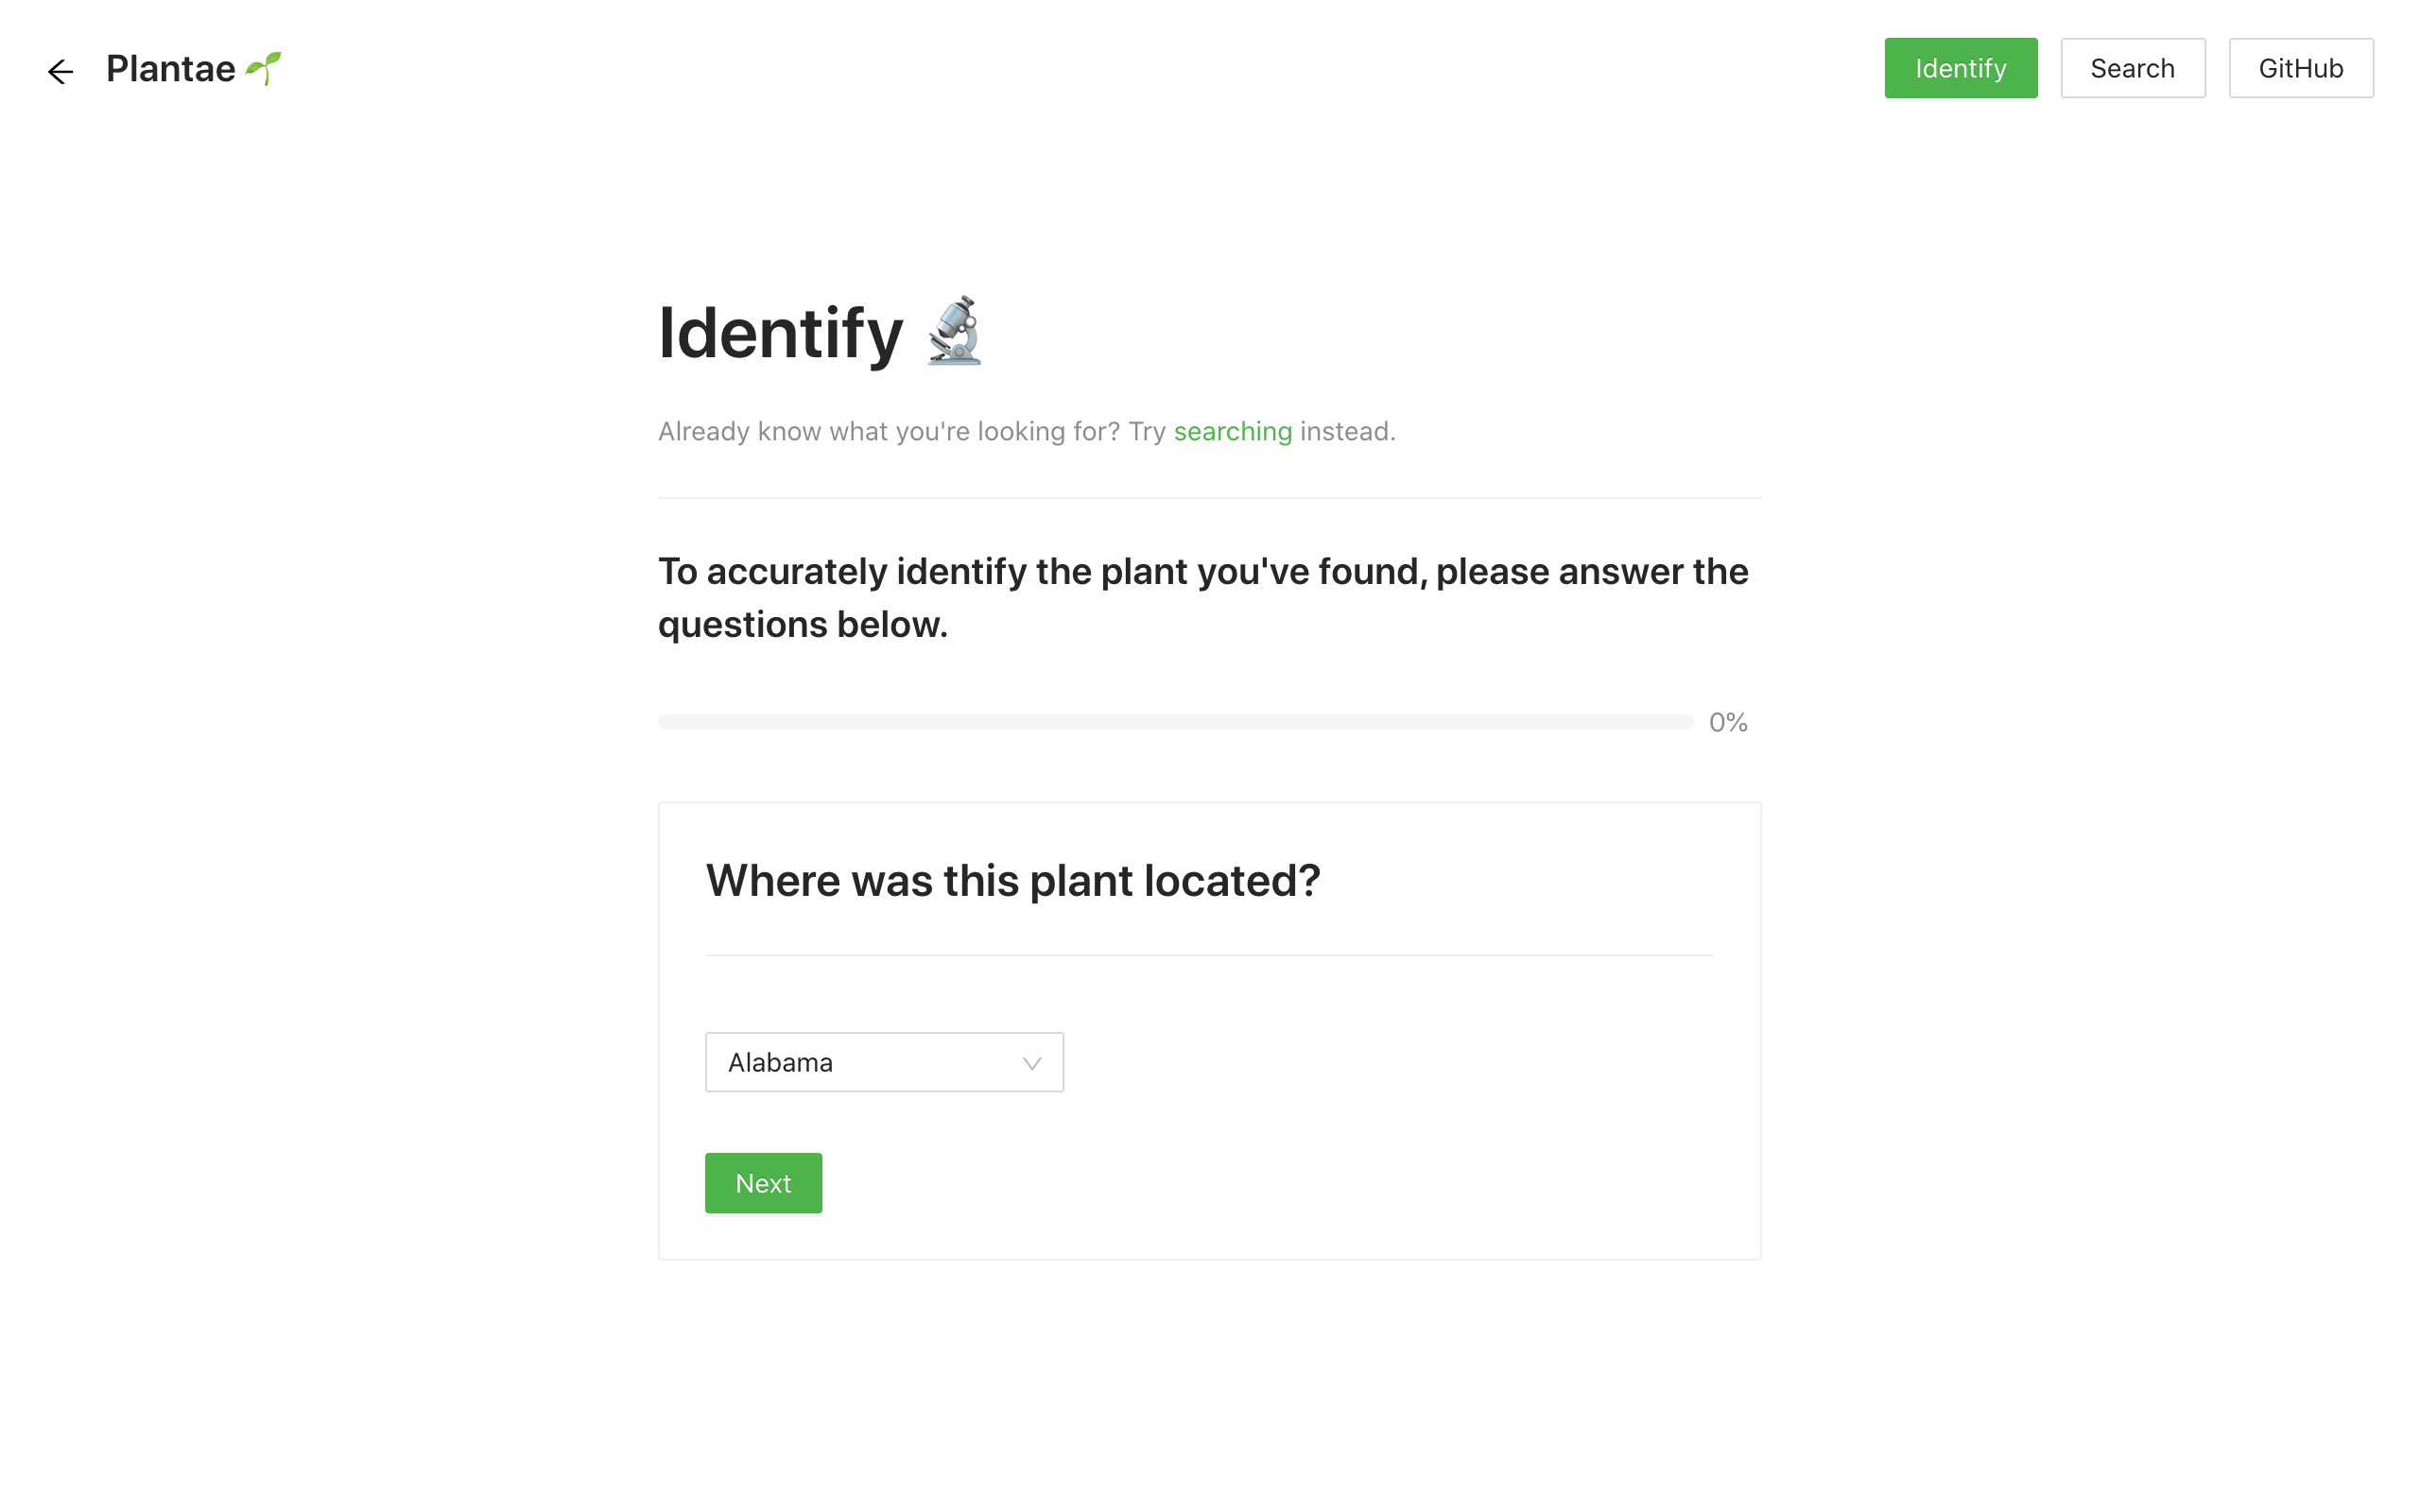 Plantae
Identify
Search
GitHub
Identify
Already know what you're looking for? Try searching instead.
To accurately identify the plant you've found, please answer the
questions below.
0%
Where was this plant located?
Alabama
Next